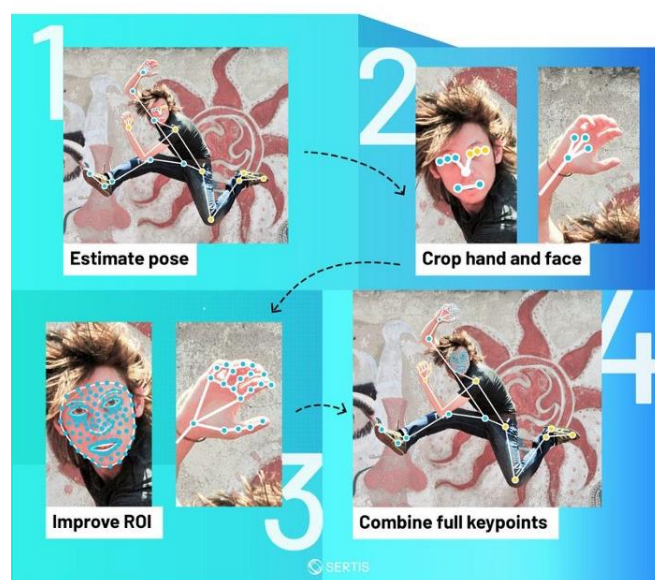 1
Estimate pose
2
Crop hand and face
3
Improve ROI
4
Combine full keypoints
SERTIS